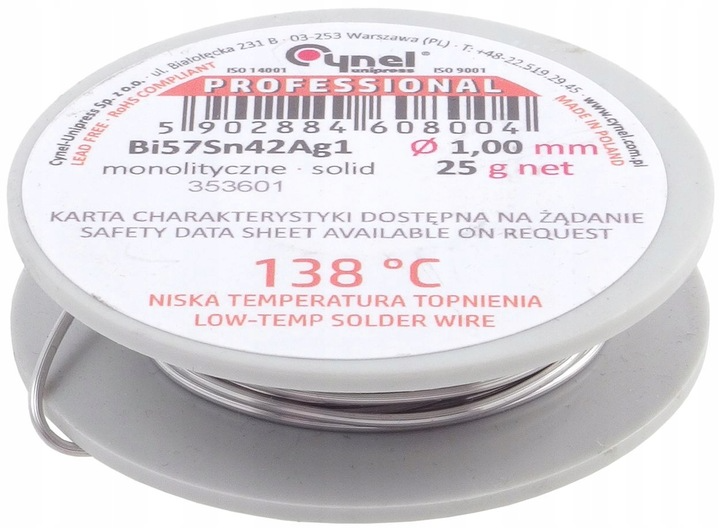 Cynel-Unipress Sp. z o.o. · ul. Białołęcka 231 B · 03-253 Warszawa (PL) · T: +48-22.519.29.45 · www.cynel.com.pl
LEAD FREE · RoHS COMPLIANT
MADE IN POLAND
Cynel®
unipress
ISO 14001
ISO 9001
PROFESSIONAL
5 902884 608004
Bi57Sn42Ag1
Ø 1,00 mm
monolityczne · solid
25 g net
353601
KARTA CHARAKTERYSTYKI DOSTĘPNA NA ŻĄDANIE
SAFETY DATA SHEET AVAILABLE ON REQUEST
138 °C
NISKA TEMPERATURA TOPNIENIA
LOW-TEMP SOLDER WIRE